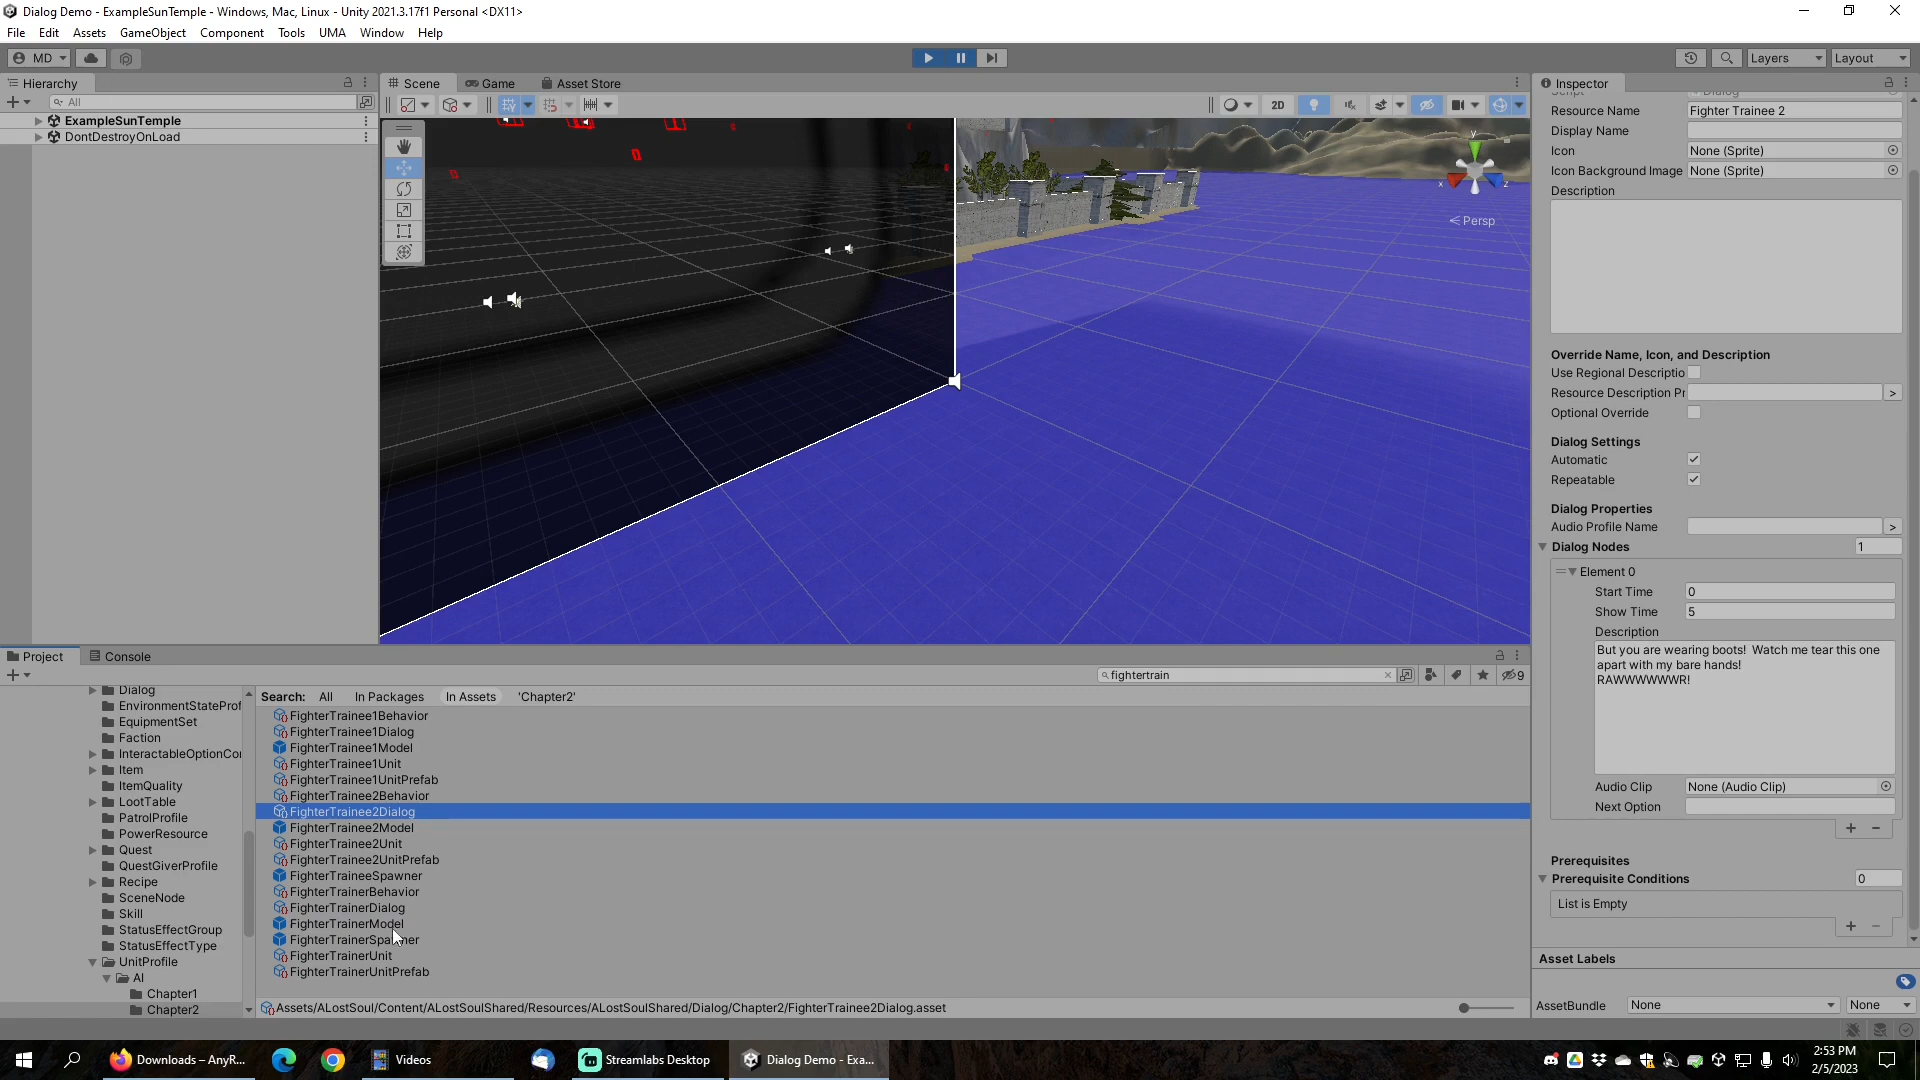 Dialog Demo - ExampleSunTemple - Windows, Mac, Linux - Unity 2021.3.17f1 Personal <DX11>
File Edit Assets GameObject Component Tools UMA Window Help
MD Layers Layout
Hierarchy
All
ExampleSunTemple
DontDestroyOnLoad
Scene Game Asset Store
2D
y
x z
< Persp
Inspector
Script Dialog
Resource Name Fighter Trainee 2
Display Name
Icon None (Sprite)
Icon Background Image None (Sprite)
Description
Override Name, Icon, and Description
Use Regional Descriptio
Resource Description Pr >
Optional Override
Dialog Settings
Automatic
Repeatable
Dialog Properties
Audio Profile Name >
Dialog Nodes 1
Element 0
Start Time 0
Show Time 5
Description
But you are wearing boots!  Watch me tear this one
apart with my bare hands!
RAWWWWWWR!
Audio Clip None (Audio Clip)
Next Option
Prerequisites
Prerequisite Conditions 0
List is Empty
Asset Labels
AssetBundle None None
Project Console
fightertrain 9
Dialog
EnvironmentStateProf
EquipmentSet
Faction
InteractableOptionCo
Item
ItemQuality
LootTable
PatrolProfile
PowerResource
Quest
QuestGiverProfile
Recipe
SceneNode
Skill
StatusEffectGroup
StatusEffectType
UnitProfile
AI
Chapter1
Chapter2
Search: All In Packages In Assets 'Chapter2'
FighterTrainee1Behavior
FighterTrainee1Dialog
FighterTrainee1Model
FighterTrainee1Unit
FighterTrainee1UnitPrefab
FighterTrainee2Behavior
FighterTrainee2Dialog
FighterTrainee2Model
FighterTrainee2Unit
FighterTrainee2UnitPrefab
FighterTraineeSpawner
FighterTrainerBehavior
FighterTrainerDialog
FighterTrainerModel
FighterTrainerSpawner
FighterTrainerUnit
FighterTrainerUnitPrefab
Assets/ALostSoul/Content/ALostSoulShared/Resources/ALostSoulShared/Dialog/Chapter2/FighterTrainee2Dialog.asset
Downloads – AnyR... Videos Streamlabs Desktop Dialog Demo - Exa...
2:53 PM
2/5/2023